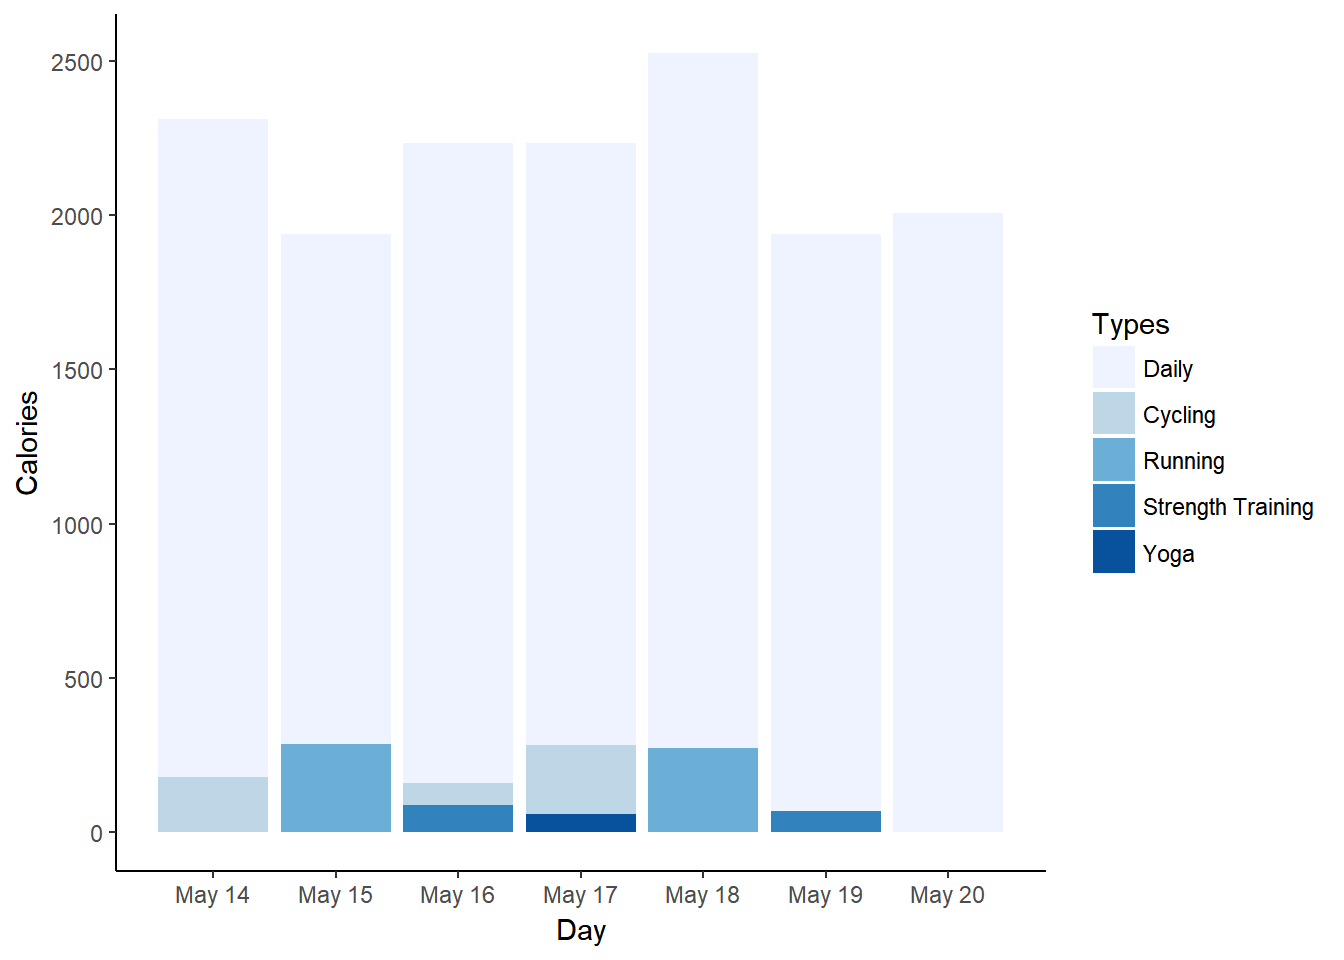 2500
2000
1500
1000
500
0
Calories
May 14
May 15
May 16
May 17
May 18
May 19
May 20
Day
Types
Daily
Cycling
Running
Strength Training
Yoga